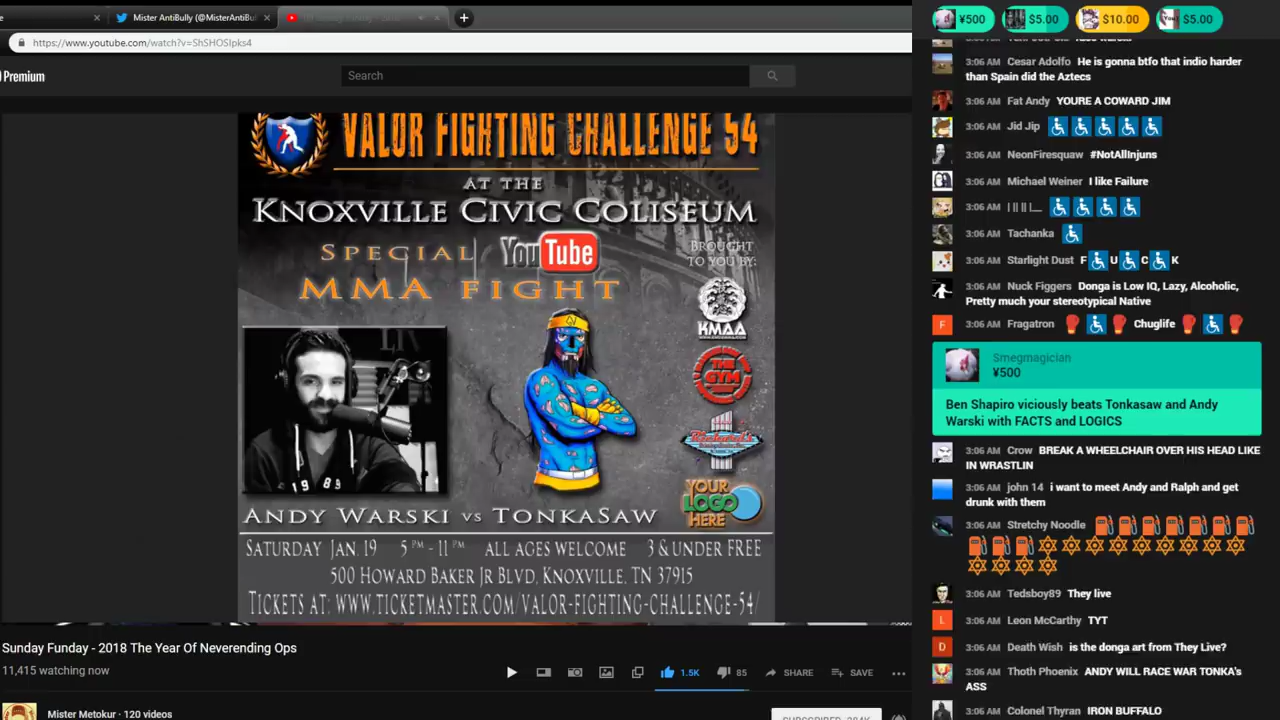 ¥500
$5.00
$10.00
$5.00
Mister AntiBully (@MisterAntiBul
https://www.youtube.com/watch?v=ShSHOSIpks4
Premium
Search
VALOR FIGHTING CHALLENGE 54
AT THE
KNOXVILLE CIVIC COLISEUM
SPECIAL YouTube
MMA FIGHT
BROUGHT
TO YOU BY:
KMAA
THE
GYM
YOUR
LOGO
HERE
1989
ANDY WARSKI VS TONKASAW
SATURDAY JAN 19 5 PM - 11 PM ALL AGES WELCOME 3 & UNDER FREE
500 HOWARD BAKER JR BLVD, KNOXVILLE, TN 37915
TICKETS AT: WWW.TICKETMASTER.COM/VALOR-FIGHTING-CHALLENGE-54/
Sunday Funday - 2018 The Year Of Neverending Ops
11,415 watching now
1.5K
85
SHARE
SAVE
Mister Metokur · 120 videos
3:06 AM Cesar Adolfo He is gonna btfo that indio harder
than Spain did the Aztecs
3:06 AM Fat Andy YOURE A COWARD JIM
3:06 AM Jid Jip
3:06 AM NeonFiresquaw #NotAllInjuns
3:06 AM Michael Weiner I like Failure
3:06 AM | || || |_
3:06 AM Tachanka
3:06 AM Starlight Dust F U C K
3:06 AM Nuck Figgers Donga is Low IQ, Lazy, Alcoholic,
Pretty much your stereotypical Native
3:06 AM Fragatron Chuglife
Smegmagician
¥500
Ben Shapiro viciously beats Tonkasaw and Andy
Warski with FACTS and LOGICS
3:06 AM Crow BREAK A WHEELCHAIR OVER HIS HEAD LIKE
IN WRASTLIN
3:06 AM john 14 i want to meet Andy and Ralph and get
drunk with them
3:06 AM Stretchy Noodle
3:06 AM Tedsboy89 They live
3:06 AM Leon McCarthy TYT
3:06 AM Death Wish is the donga art from They Live?
3:06 AM Thoth Phoenix ANDY WILL RACE WAR TONKA's
ASS
3:06 AM Colonel Thyran IRON BUFFALO